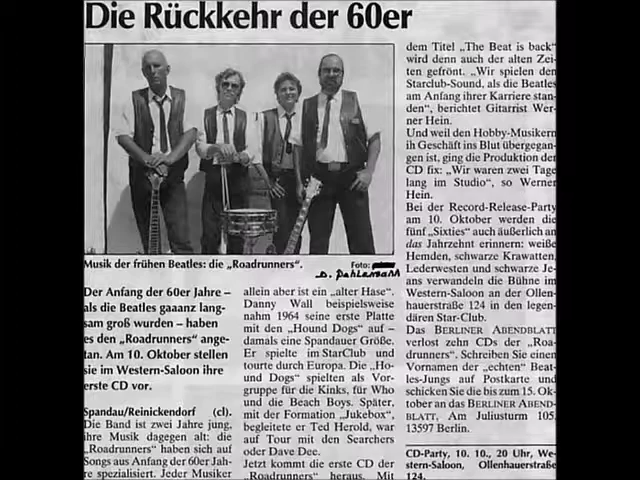 Die Rückkehr der 60er
Musik der frühen Beatles: die „Roadrunners“.
Foto:
D. Pohlemann
Der Anfang der 60er Jahre –
als die Beatles gaaanz lang-
sam groß wurden – haben
es den „Roadrunners“ ange-
tan. Am 10. Oktober stellen
sie im Western-Saloon ihre
erste CD vor.
Spandau/Reinickendorf (cl).
Die Band ist zwei Jahre jung,
ihre Musik dagegen alt: die
„Roadrunners“ haben sich auf
Songs aus Anfang der 60er Jah-
re spezialisiert. Jeder Musiker
allein aber ist ein „alter Hase“.
Danny Wall beispielsweise
nahm 1964 seine erste Platte
mit den „Hound Dogs“ auf –
damals eine Spandauer Größe.
Er spielte im StarClub und
tourte durch Europa. Die „Ho-
und Dogs“ spielten als Vor-
gruppe für die Kinks, für Who
und die Beach Boys. Später,
mit der Formation „Jukebox“,
begleitete er Ted Herold, war
auf Tour mit den Searchers
oder Dave Dee.
Jetzt kommt die erste CD der
„Roadrunners“ heraus. Mit
dem Titel „The Beat is back“
wird denn auch der alten Zei-
ten gefrönt. „Wir spielen den
Starclub-Sound, als die Beatles
am Anfang ihrer Karriere stan-
den“, berichtet Gitarrist Wer-
ner Hein.
Und weil den Hobby-Musikern
ih Geschäft ins Blut übergegan-
gen ist, ging die Produktion der
CD fix: „Wir waren zwei Tage
lang im Studio“, so Werner
Hein.
Bei der Record-Release-Party
am 10. Oktober werden die
fünf „Sixties“ auch äußerlich an
das Jahrzehnt erinnern: weiße
Hemden, schwarze Krawatten,
Lederwesten und schwarze Je-
ans verwandeln die Bühne im
Western-Saloon an der Ollen-
hauerstraße 124 in den legen-
dären Star-Club.
Das BERLINER ABENDBLATT
verlost zehn CDs der „Roa-
drunners“. Schreiben Sie einen
Vornamen der „echten“ Beat-
les-Jungs auf Postkarte und
schicken Sie die bis zum 15. Ok-
tober an das BERLINER ABEND-
BLATT, Am Juliusturm 105,
13597 Berlin.
CD-Party, 10. 10., 20 Uhr, We-
stern-Saloon, Ollenhauerstraße
124.